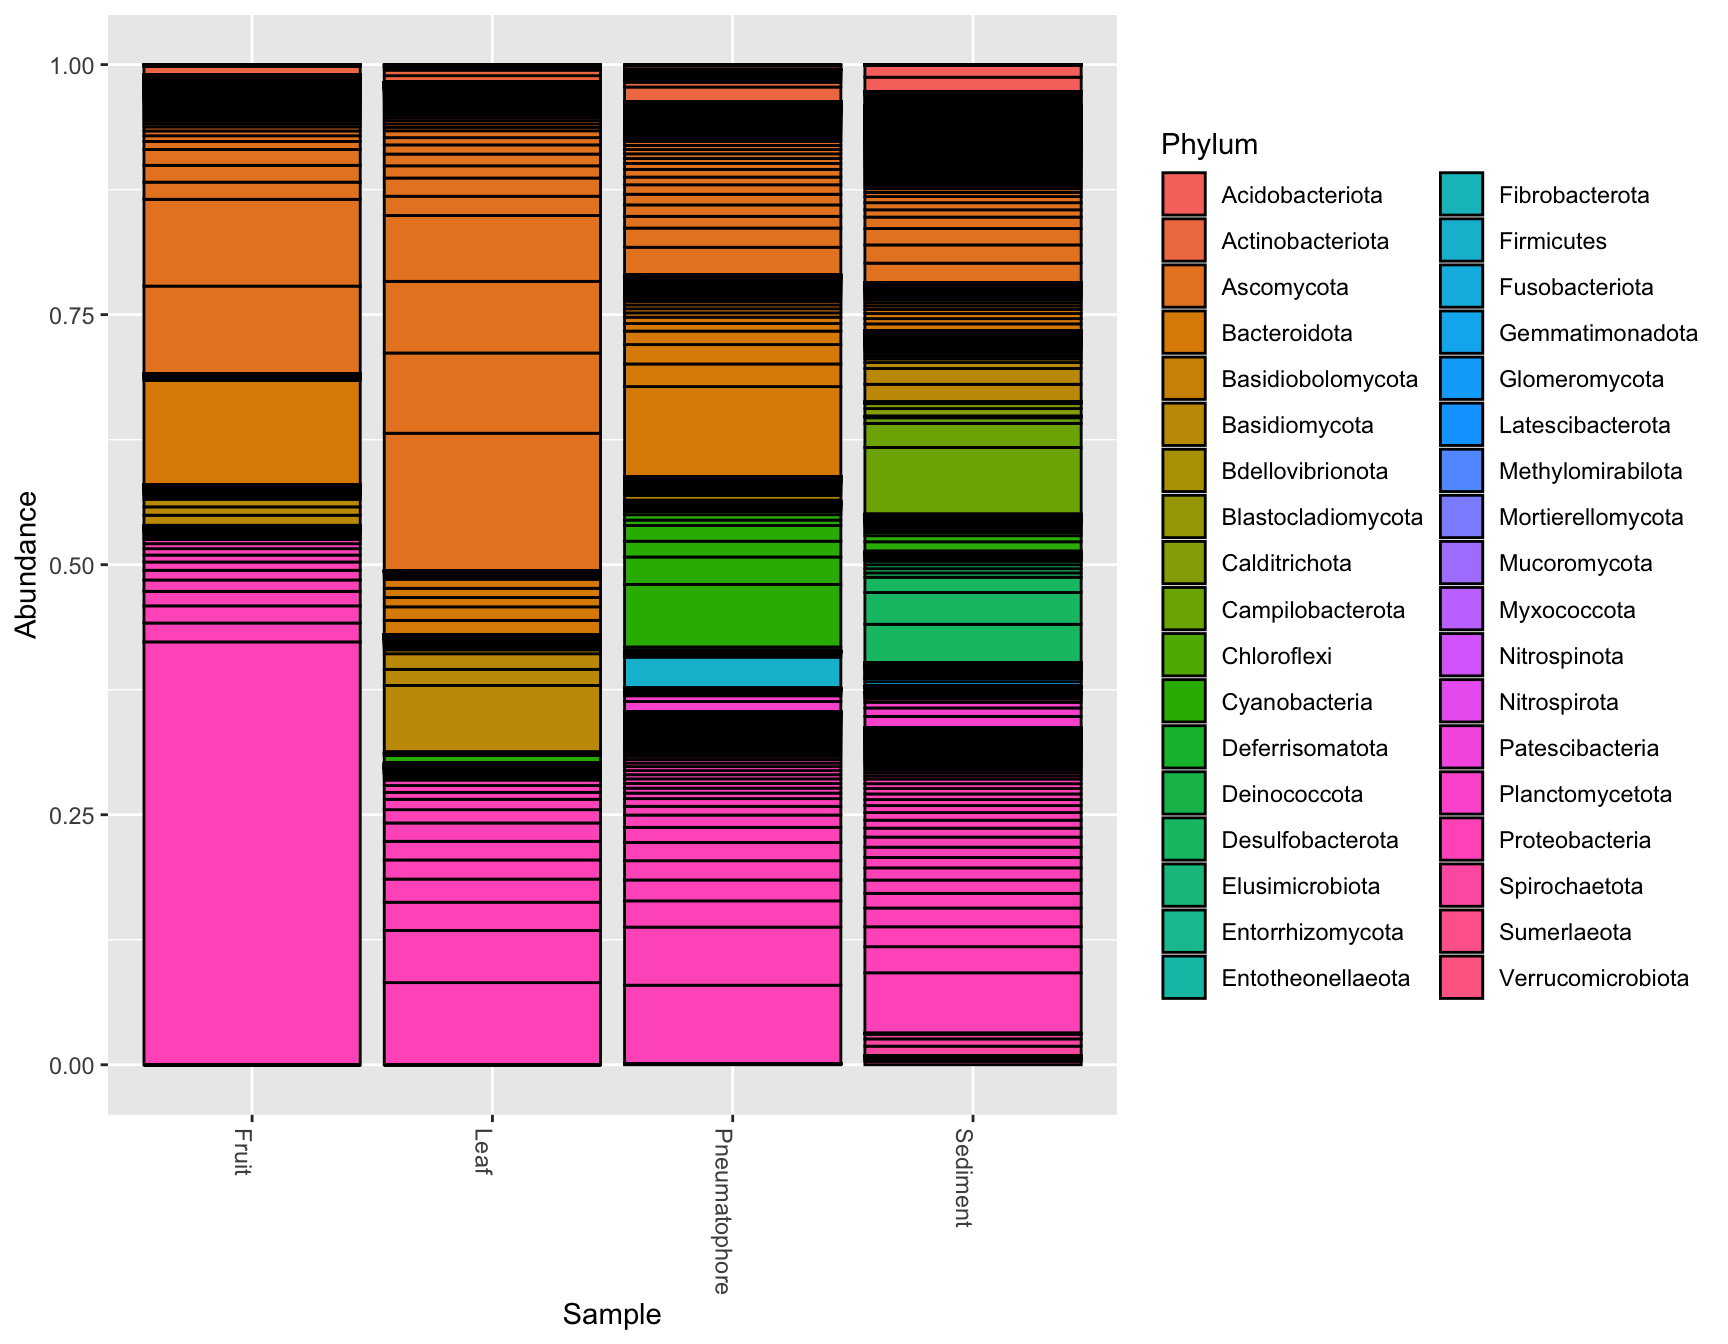 Abundance
1.00
0.75
0.50
0.25
0.00
Fruit
Leaf
Pneumatophore
Sediment
Sample
Phylum
Acidobacteriota
Actinobacteriota
Ascomycota
Bacteroidota
Basidiobolomycota
Basidiomycota
Bdellovibrionota
Blastocladiomycota
Calditrichota
Campilobacterota
Chloroflexi
Cyanobacteria
Deferrisomatota
Deinococcota
Desulfobacterota
Elusimicrobiota
Entorrhizomycota
Entotheonellaeota
Fibrobacterota
Firmicutes
Fusobacteriota
Gemmatimonadota
Glomeromycota
Latescibacterota
Methylomirabilota
Mortierellomycota
Mucoromycota
Myxococcota
Nitrospinota
Nitrospirota
Patescibacteria
Planctomycetota
Proteobacteria
Spirochaetota
Sumerlaeota
Verrucomicrobiota